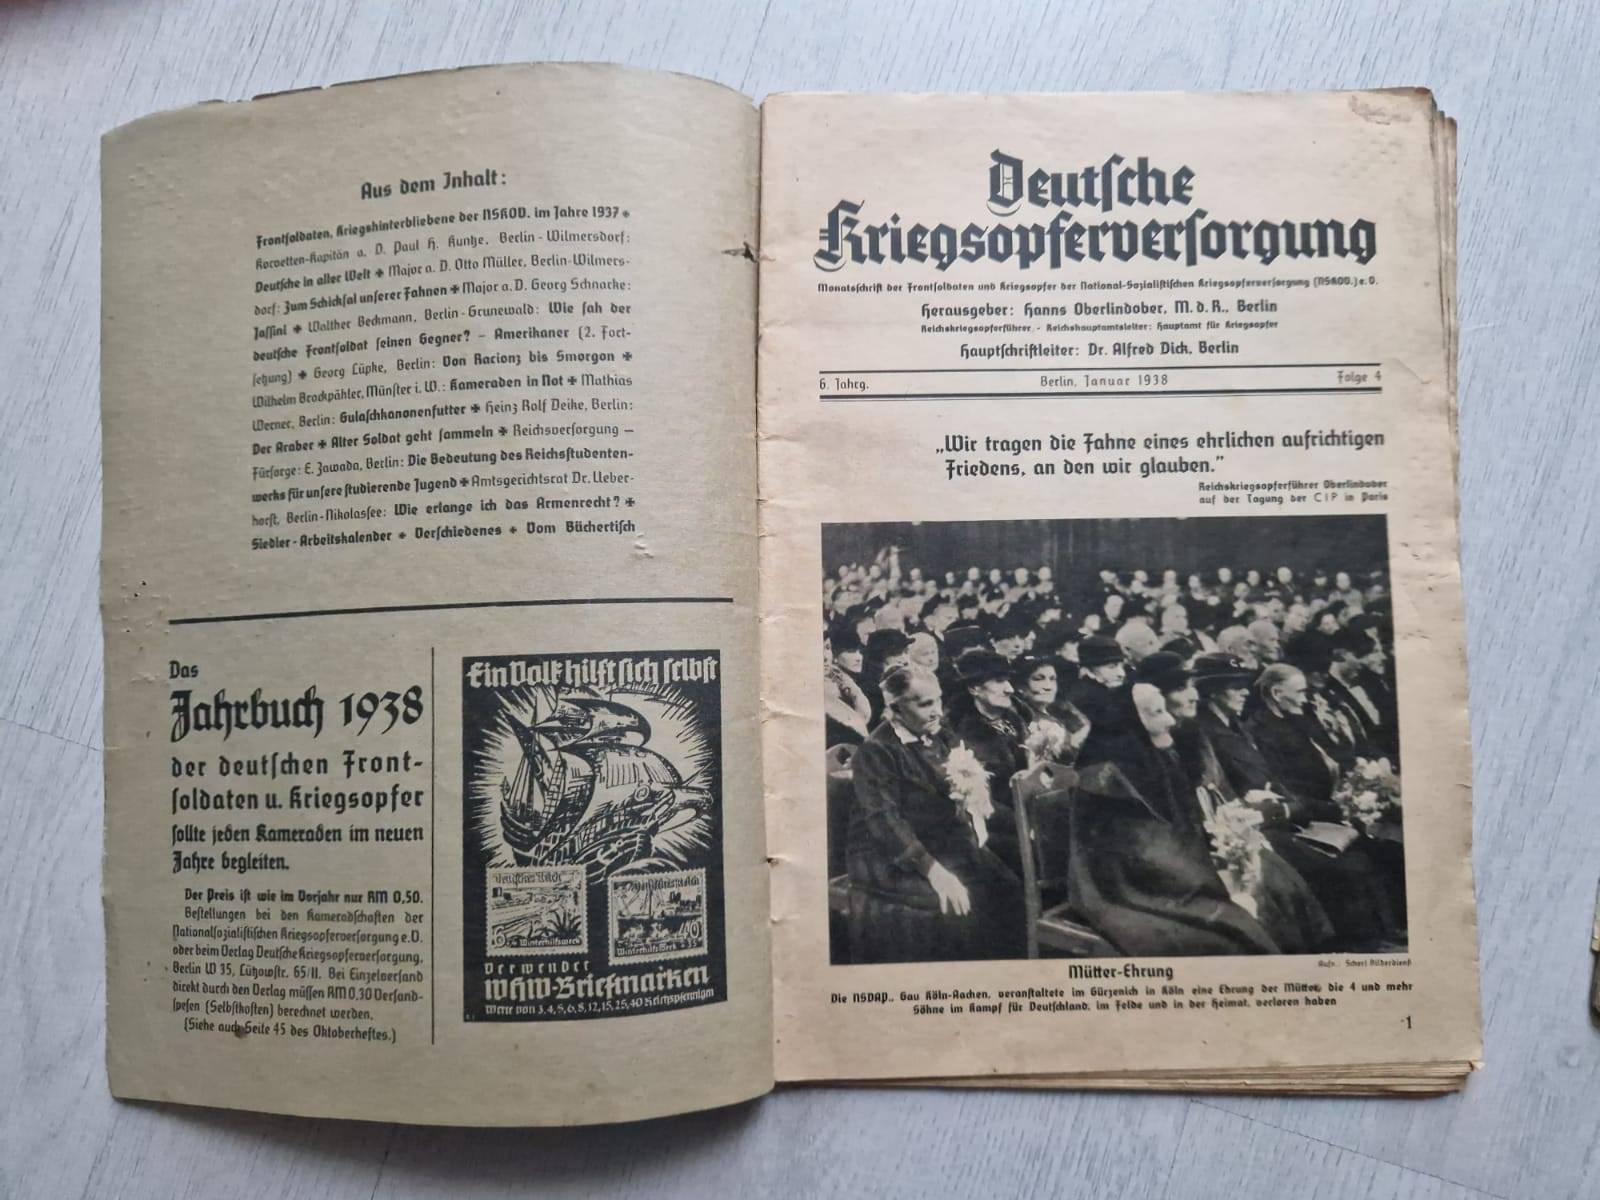 Aus dem Inhalt:
Frontsoldaten, Kriegshinterbliebene der NSKOV. im Jahre 1937 ✠
Korvetten-Kapitän a. D. Paul H. Kuntze, Berlin-Wilmersdorf:
Deutsche in aller Welt ✠ Major a. D. Otto Müller, Berlin-Wilmers-
dorf: Zum Schicksal unserer Fahnen ✠ Major a. D. Georg Schnacke:
Jassini ✠ Walther Beckmann, Berlin-Grunewald: Wie sah der
deutsche Frontsoldat seinen Gegner? – Amerikaner (2. Fort-
setzung) ✠ Georg Lüpke, Berlin: Von Racionz bis Smorgon ✠
Wilhelm Brockpähler, Münster i. W.: Kameraden in Not ✠ Mathias
Werner, Berlin: Gulaschkanonenfutter ✠ Heinz Rolf Deike, Berlin:
Der Araber ✠ Alter Soldat geht sammeln ✠ Reichsversorgung —
Fürsorge: E. Zawada, Berlin: Die Bedeutung des Reichsstudenten-
werks für unsere studierende Jugend ✠ Amtsgerichtsrat Dr. Ueber-
horst, Berlin-Nikolassee: Wie erlange ich das Armenrecht? ✠
Siedler-Arbeitskalender ✠ Verschiedenes ✠ Vom Büchertisch
Das
Jahrbuch 1938
der deutschen Front-
soldaten u. Kriegsopfer
sollte jeden Kameraden im neuen
Jahre begleiten.
Der Preis ist wie im Vorjahr nur RM 0,50.
Bestellungen bei den Kameradschaften der
Nationalsozialistischen Kriegsopferversorgung e.V.
oder beim Verlag Deutsche Kriegsopferversorgung,
Berlin W 35, Lützowstr. 65/II. Bei Einzelversand
direkt durch den Verlag müssen RM 0,30 Versand-
spesen (Selbstkosten) berechnet werden.
(Siehe auch Seite 45 des Oktoberheftes.)
Ein Volk hilft sich selbst
Deutsches Reich
Deutsches Reich
6+4 Winterhilfswerk
40
Winterhilfswerk +35
Verwendet
WHW-Briefmarken
Werte von 3, 4, 5, 6, 8, 12, 15, 25, 40 Reichspfennigen
Deutsche
Kriegsopferversorgung
Monatsschrift der Frontsoldaten und Kriegsopfer der National-Sozialistischen Kriegsopferversorgung (NSKOV.) e. V.
Herausgeber: Hanns Oberlindober, M. d. R., Berlin
Reichskriegsopferführer - Reichshauptamtsleiter: Hauptamt für Kriegsopfer
Hauptschriftleiter: Dr. Alfred Dick, Berlin
6. Jahrg. Berlin, Januar 1938 Folge 4
„Wir tragen die Fahne eines ehrlichen aufrichtigen
Friedens, an den wir glauben.“
Reichskriegsopferführer Oberlindober
auf der Tagung der CIP in Paris
Aufn.: Scherl Bilderdienst
Mütter-Ehrung
Die NSDAP., Gau Köln-Aachen, veranstaltete im Gürzenich in Köln eine Ehrung der Mütter, die 4 und mehr
Söhne im Kampf für Deutschland, im Felde und in der Heimat, verloren haben
1